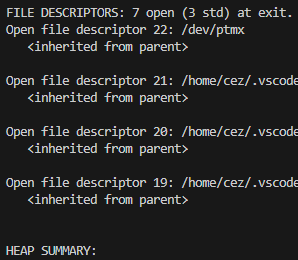 FILE DESCRIPTORS: 7 open (3 std) at exit.
Open file descriptor 22: /dev/ptmx
<inherited from parent>
Open file descriptor 21: /home/cez/.vscode
<inherited from parent>
Open file descriptor 20: /home/cez/.vscode
<inherited from parent>
Open file descriptor 19: /home/cez/.vscode
<inherited from parent>
HEAP SUMMARY: